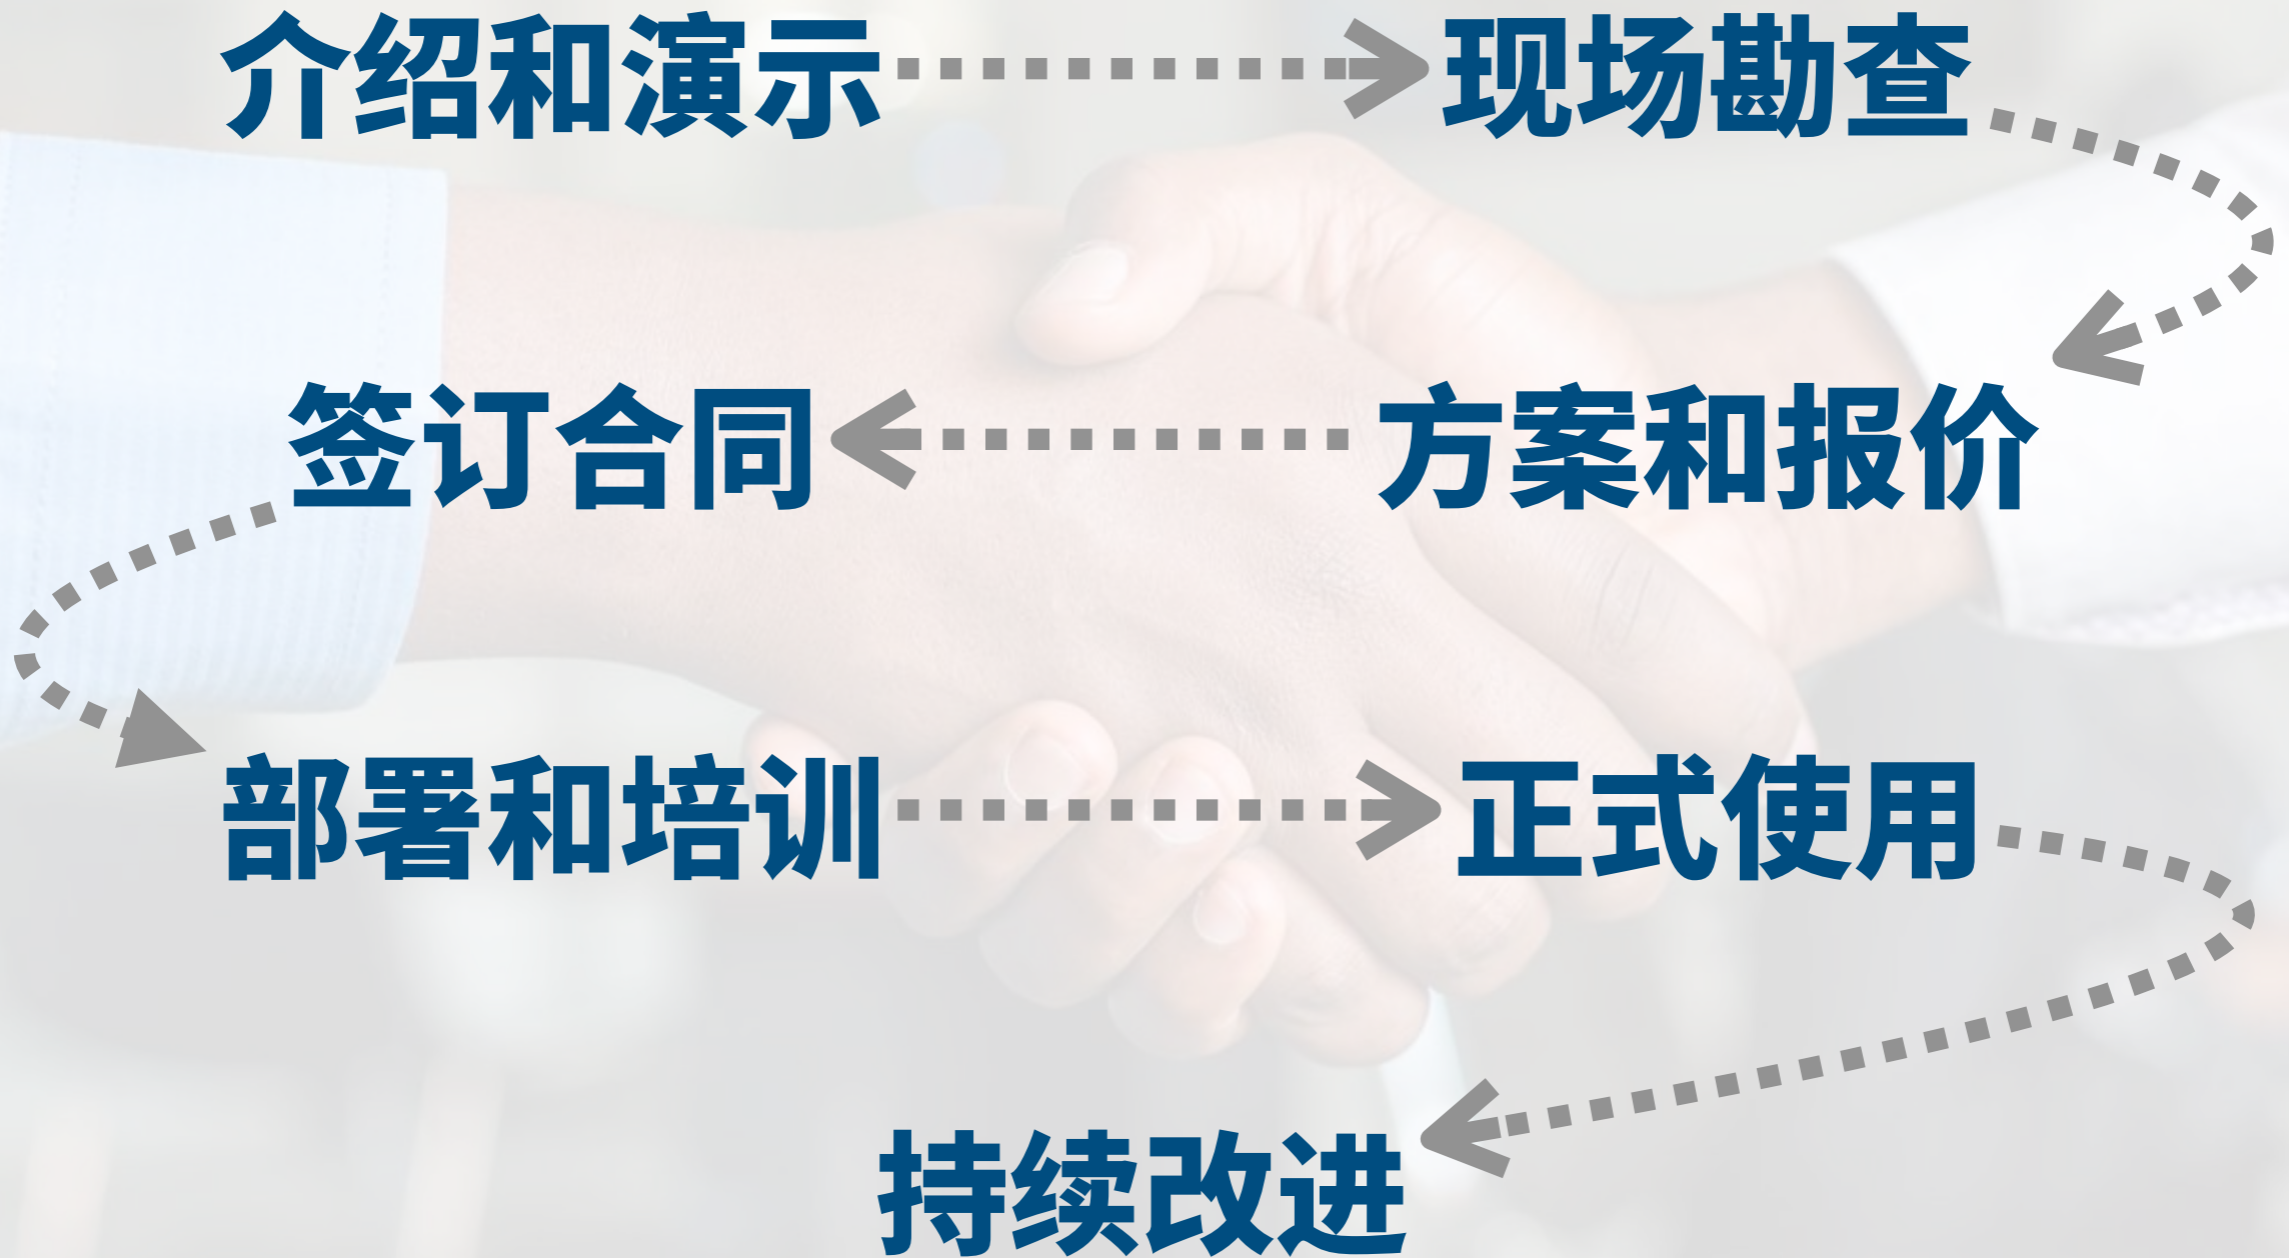 介绍和演示
现场勘查
方案和报价
签订合同
部署和培训
正式使用
持续改进